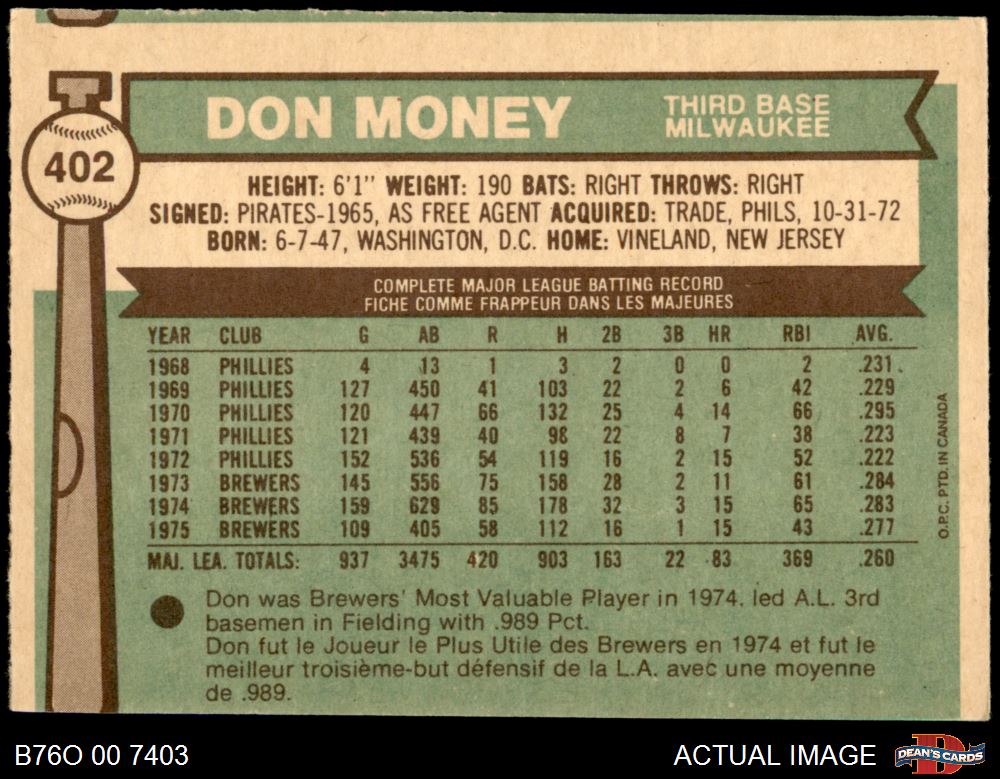 DON MONEY
THIRD BASE
MILWAUKEE
402
HEIGHT: 6'1" WEIGHT: 190 BATS: RIGHT THROWS: RIGHT
SIGNED: PIRATES-1965, AS FREE AGENT ACQUIRED: TRADE, PHILS, 10-31-72
BORN: 6-7-47, WASHINGTON, D.C. HOME: VINELAND, NEW JERSEY
COMPLETE MAJOR LEAGUE BATTING RECORD
FICHE COMME FRAPPEUR DANS LES MAJEURES
YEAR CLUB G AB R H 2B 3B HR RBI AVG.
1968 PHILLIES 4 13 1 3 2 0 0 2 .231
1969 PHILLIES 127 450 41 103 22 2 6 42 .229
1970 PHILLIES 120 447 66 132 25 4 14 66 .295
1971 PHILLIES 121 439 40 98 22 8 7 38 .223
1972 PHILLIES 152 536 54 119 16 2 15 52 .222
1973 BREWERS 145 556 75 158 28 2 11 61 .284
1974 BREWERS 159 629 85 178 32 3 15 65 .283
1975 BREWERS 109 405 58 112 16 1 15 43 .277
MAJ. LEA. TOTALS: 937 3475 420 903 163 22 83 369 .260
Don was Brewers' Most Valuable Player in 1974. led A.L. 3rd
basemen in Fielding with .989 Pct.
Don fut le Joueur le Plus Utile des Brewers en 1974 et fut le
meilleur troisième-but défensif de la L.A. avec une moyenne
de .989.
O.P.C. PTD. IN CANADA
B76O 00 7403
ACTUAL IMAGE
DEAN'S CARDS